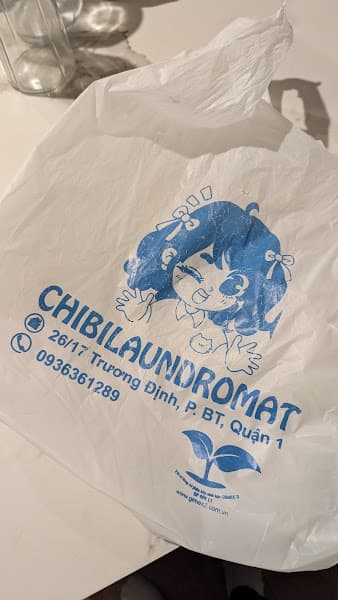 CHIBILAUNDROMAT
26/17 Trương Định, P. BT, Quận 1
0936361289